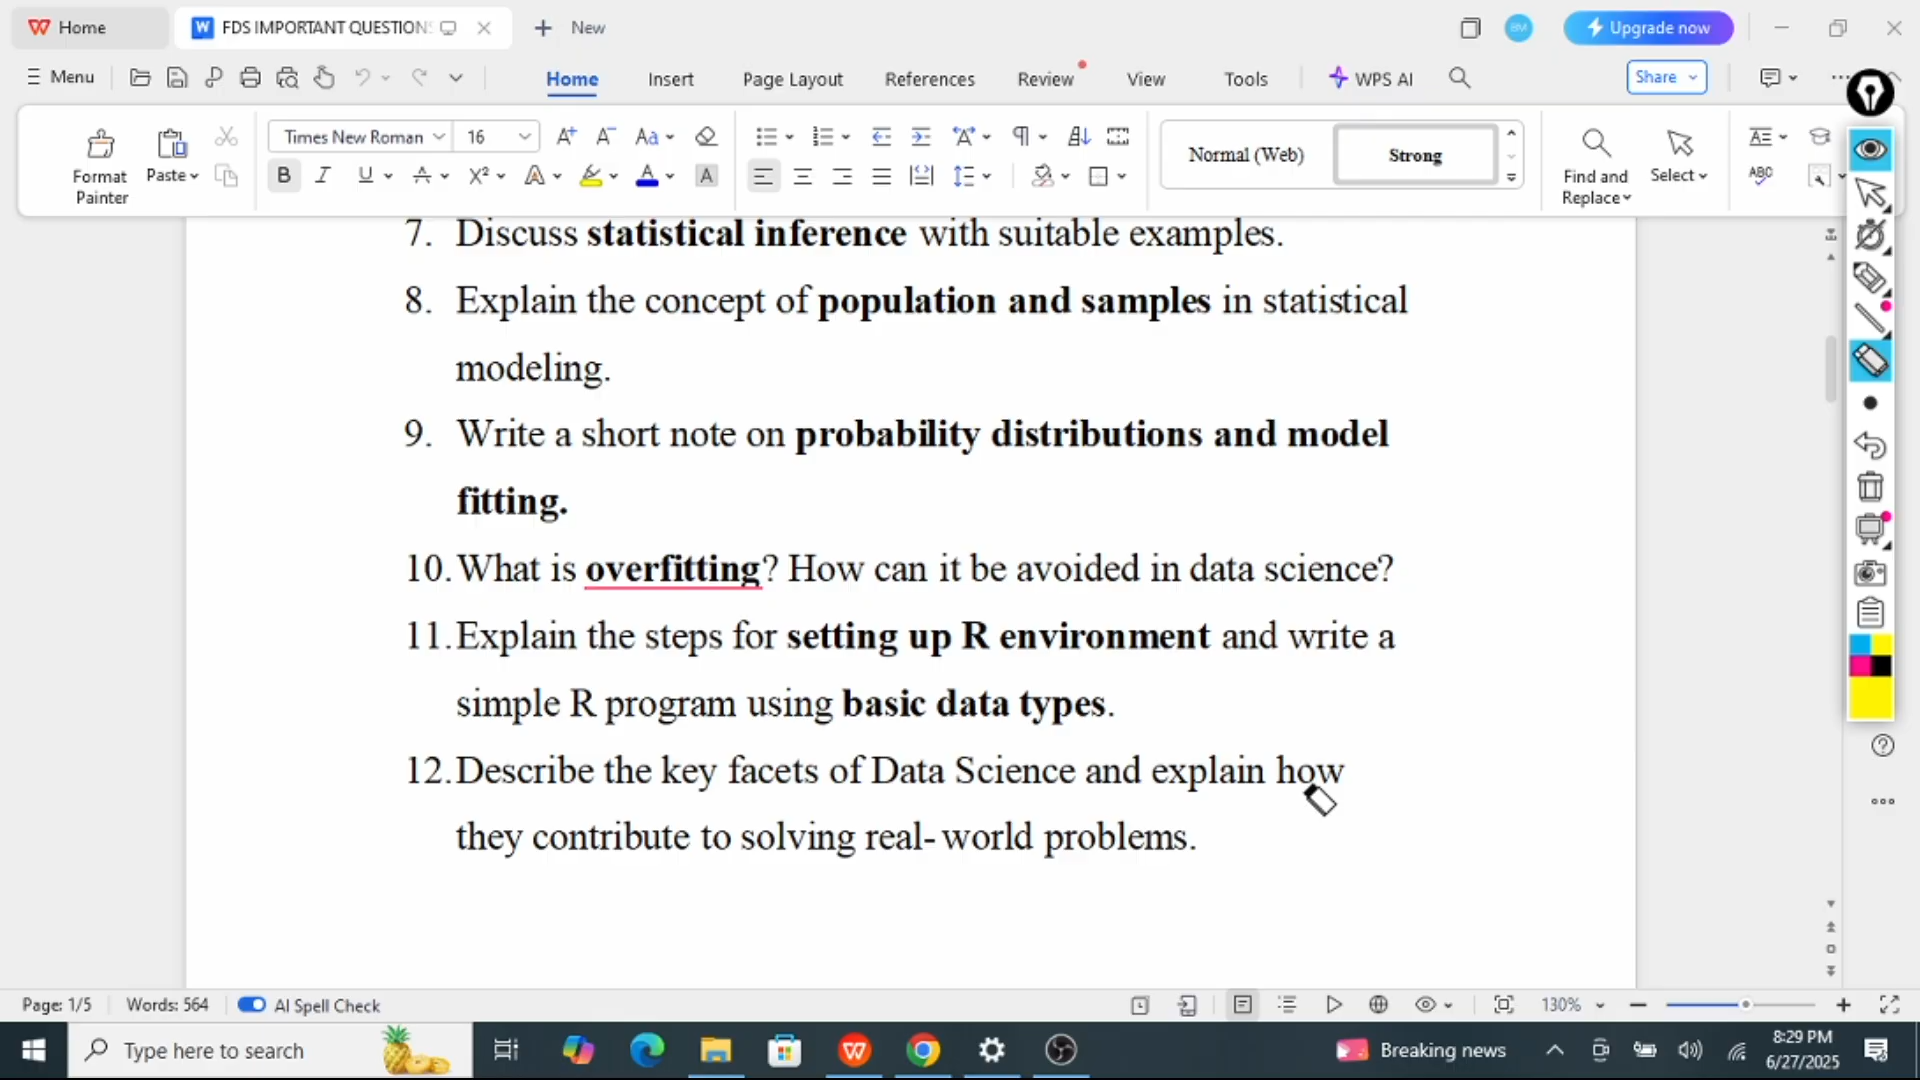 Home
FDS IMPORTANT QUESTION
New
BM
Upgrade now
Menu
Home
Insert
Page Layout
References
Review
View
Tools
WPS AI
Share
Format
Painter
Paste
Times New Roman
16
Normal (Web)
Strong
Find and
Replace
Select
7. Discuss statistical inference with suitable examples.
8. Explain the concept of population and samples in statistical
modeling.
9. Write a short note on probability distributions and model
fitting.
10. What is overfitting? How can it be avoided in data science?
11. Explain the steps for setting up R environment and write a
simple R program using basic data types.
12. Describe the key facets of Data Science and explain how
they contribute to solving real-world problems.
Page: 1/5
Words: 564
AI Spell Check
130%
Type here to search
Breaking news
8:29 PM
6/27/2025